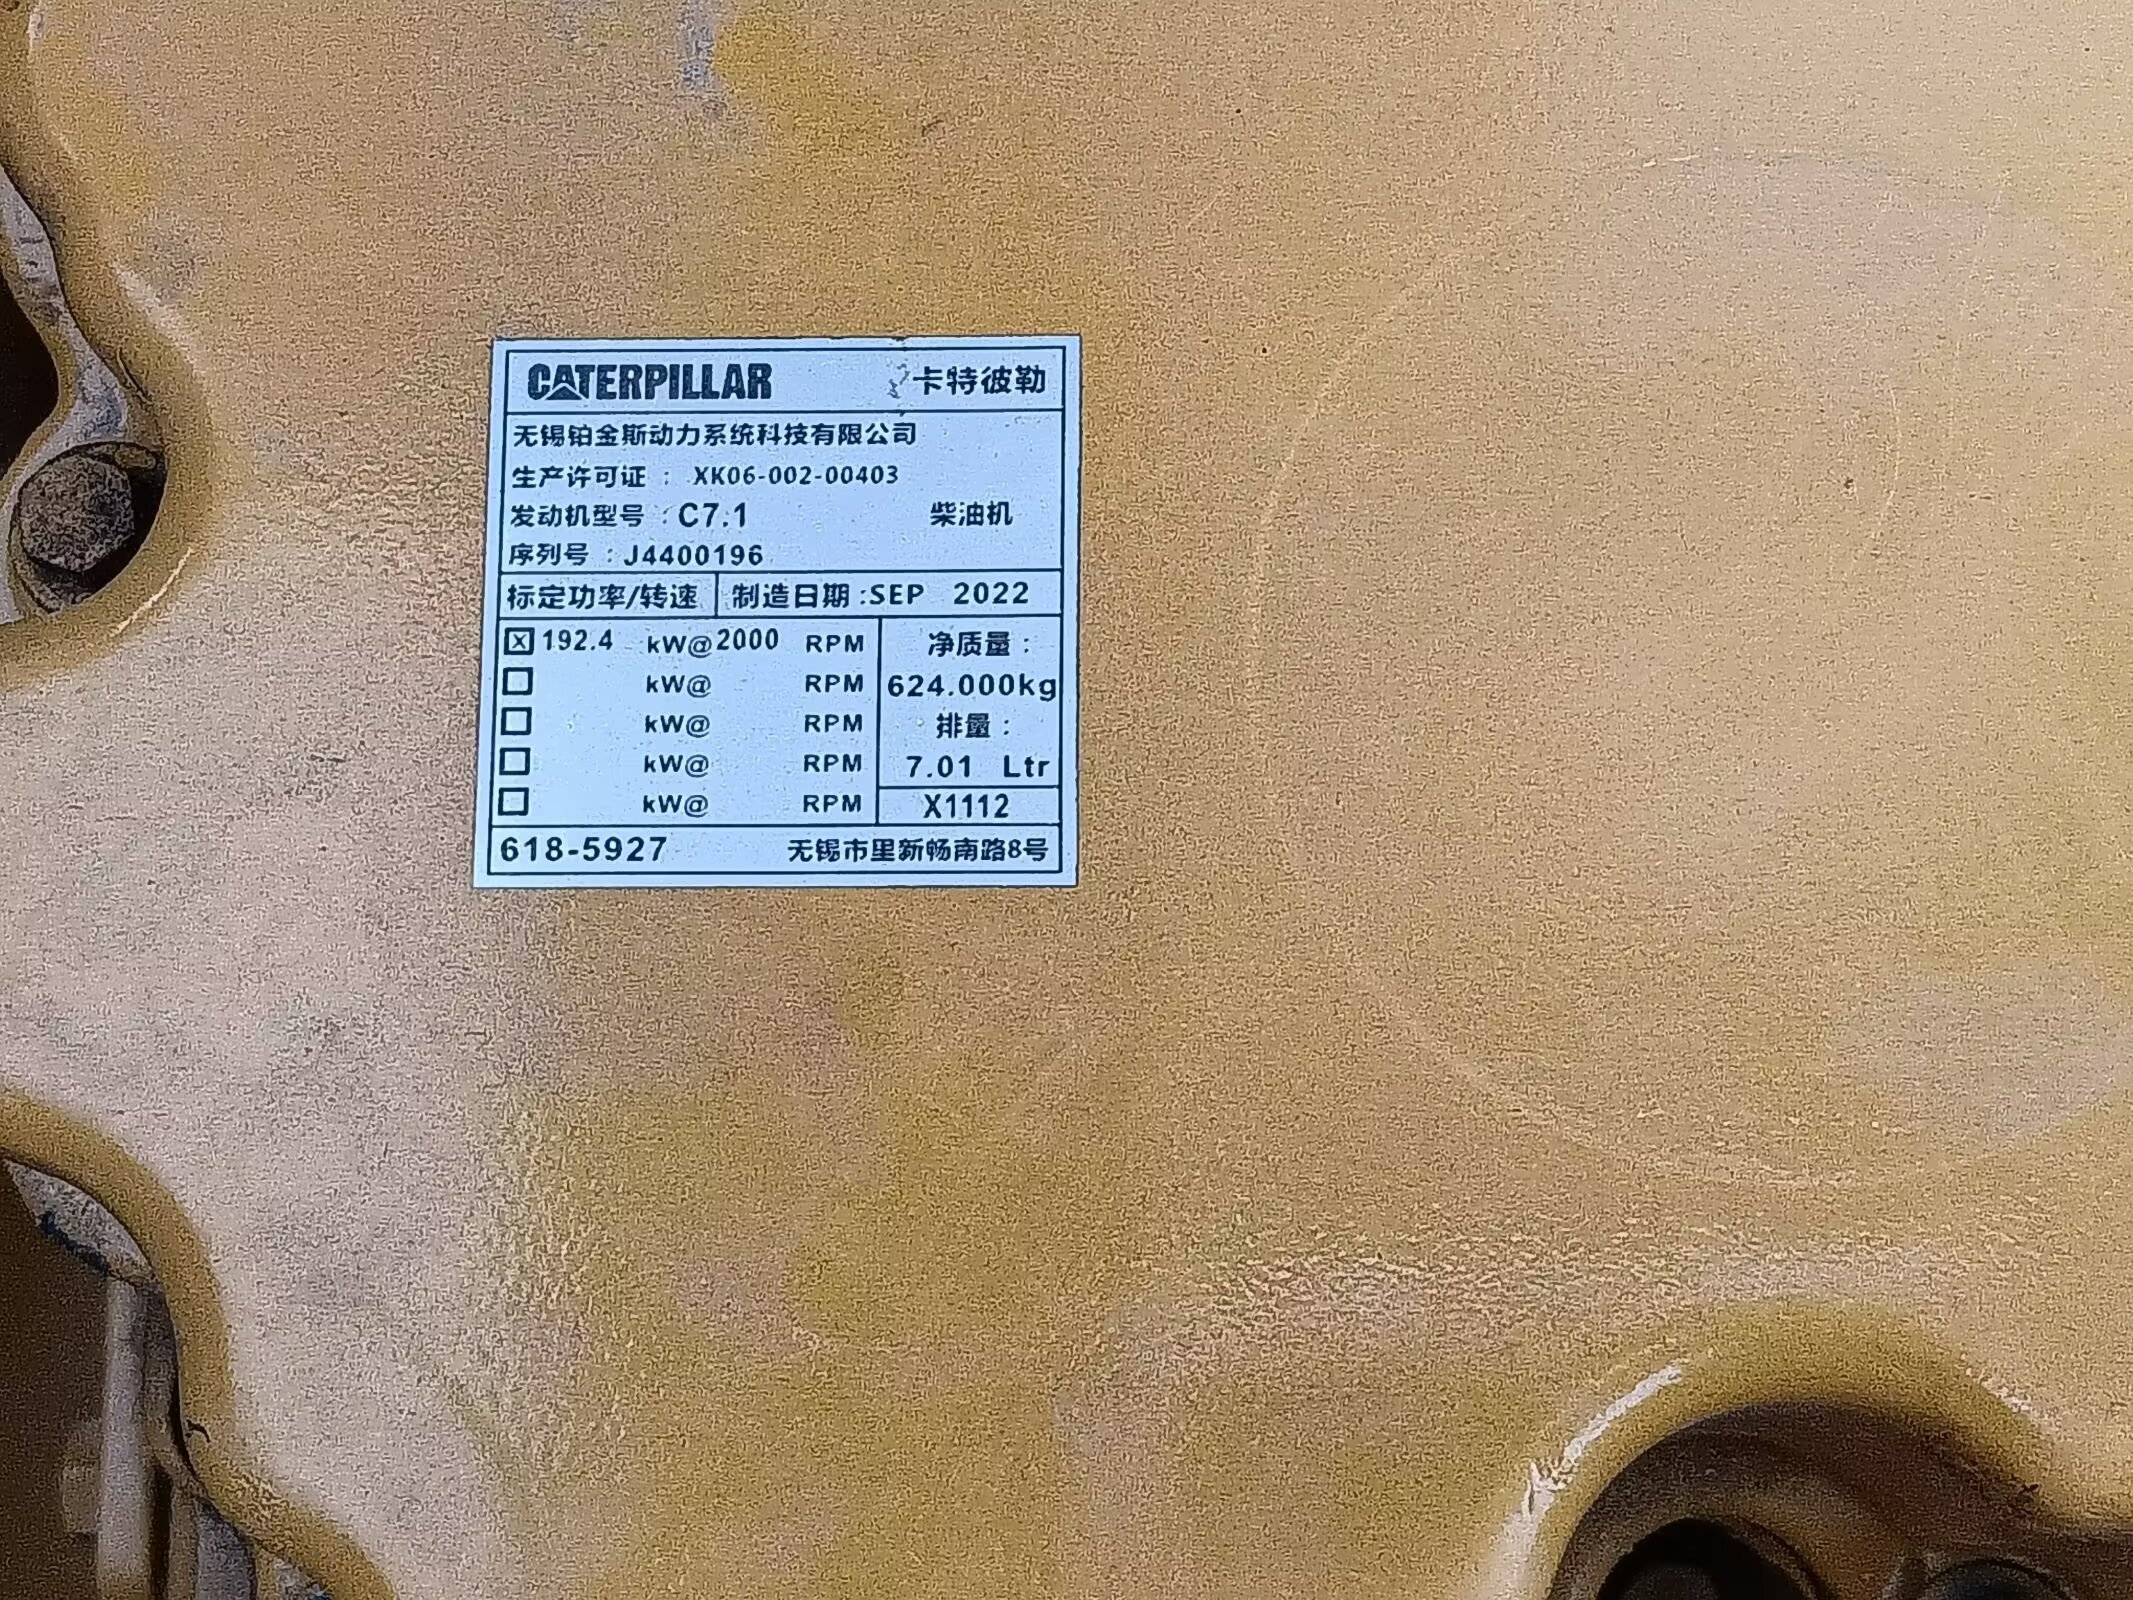 CATERPILLAR 卡特彼勒
无锡铂金斯动力系统科技有限公司
生产许可证 : XK06-002-00403
发动机型号 : C7.1 柴油机
序列号 : J4400196
标定功率/转速 制造日期 :SEP 2022
☒ 192.4 kW@2000 RPM 净质量 :
☐ kW@ RPM 624.000kg
☐ kW@ RPM 排量 :
☐ kW@ RPM 7.01 Ltr
☐ kW@ RPM X1112
618-5927 无锡市里新畅南路8号